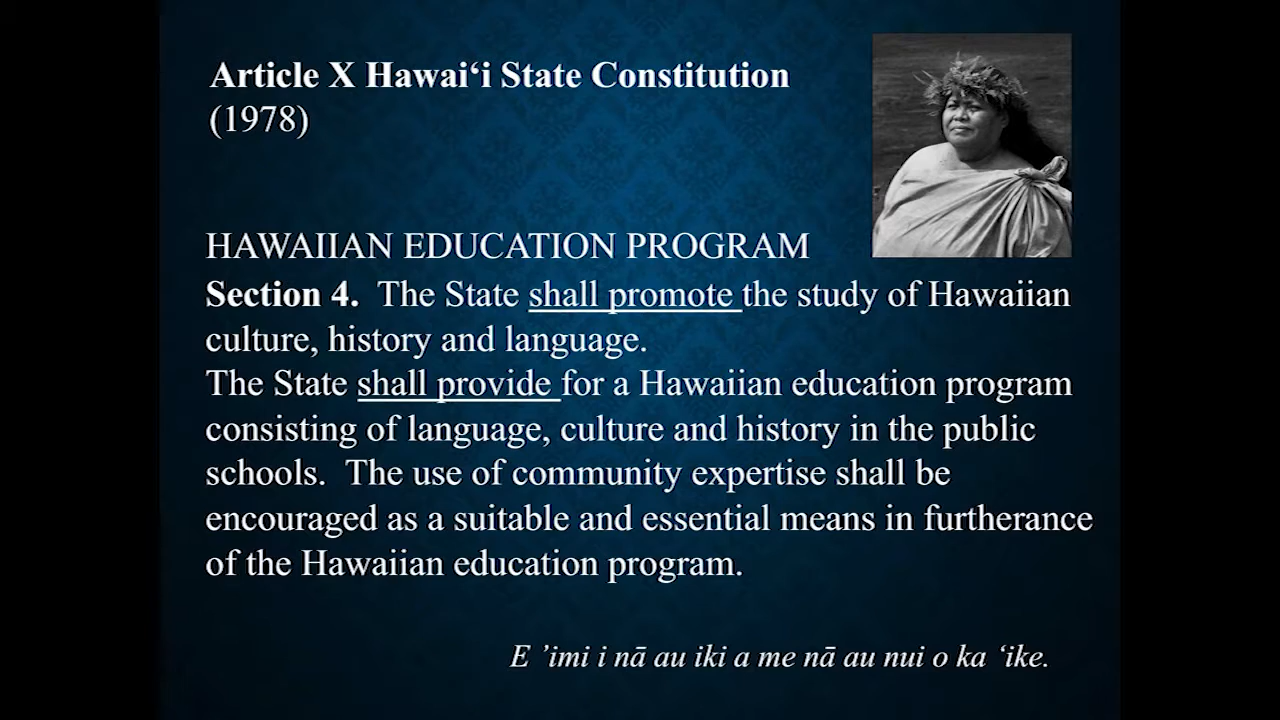 Article X Hawai‘i State Constitution
(1978)
HAWAIIAN EDUCATION PROGRAM
Section 4.  The State shall promote the study of Hawaiian
culture, history and language.
The State shall provide for a Hawaiian education program
consisting of language, culture and history in the public
schools.  The use of community expertise shall be
encouraged as a suitable and essential means in furtherance
of the Hawaiian education program.
E ’imi i nā au iki a me nā au nui o ka ‘ike.